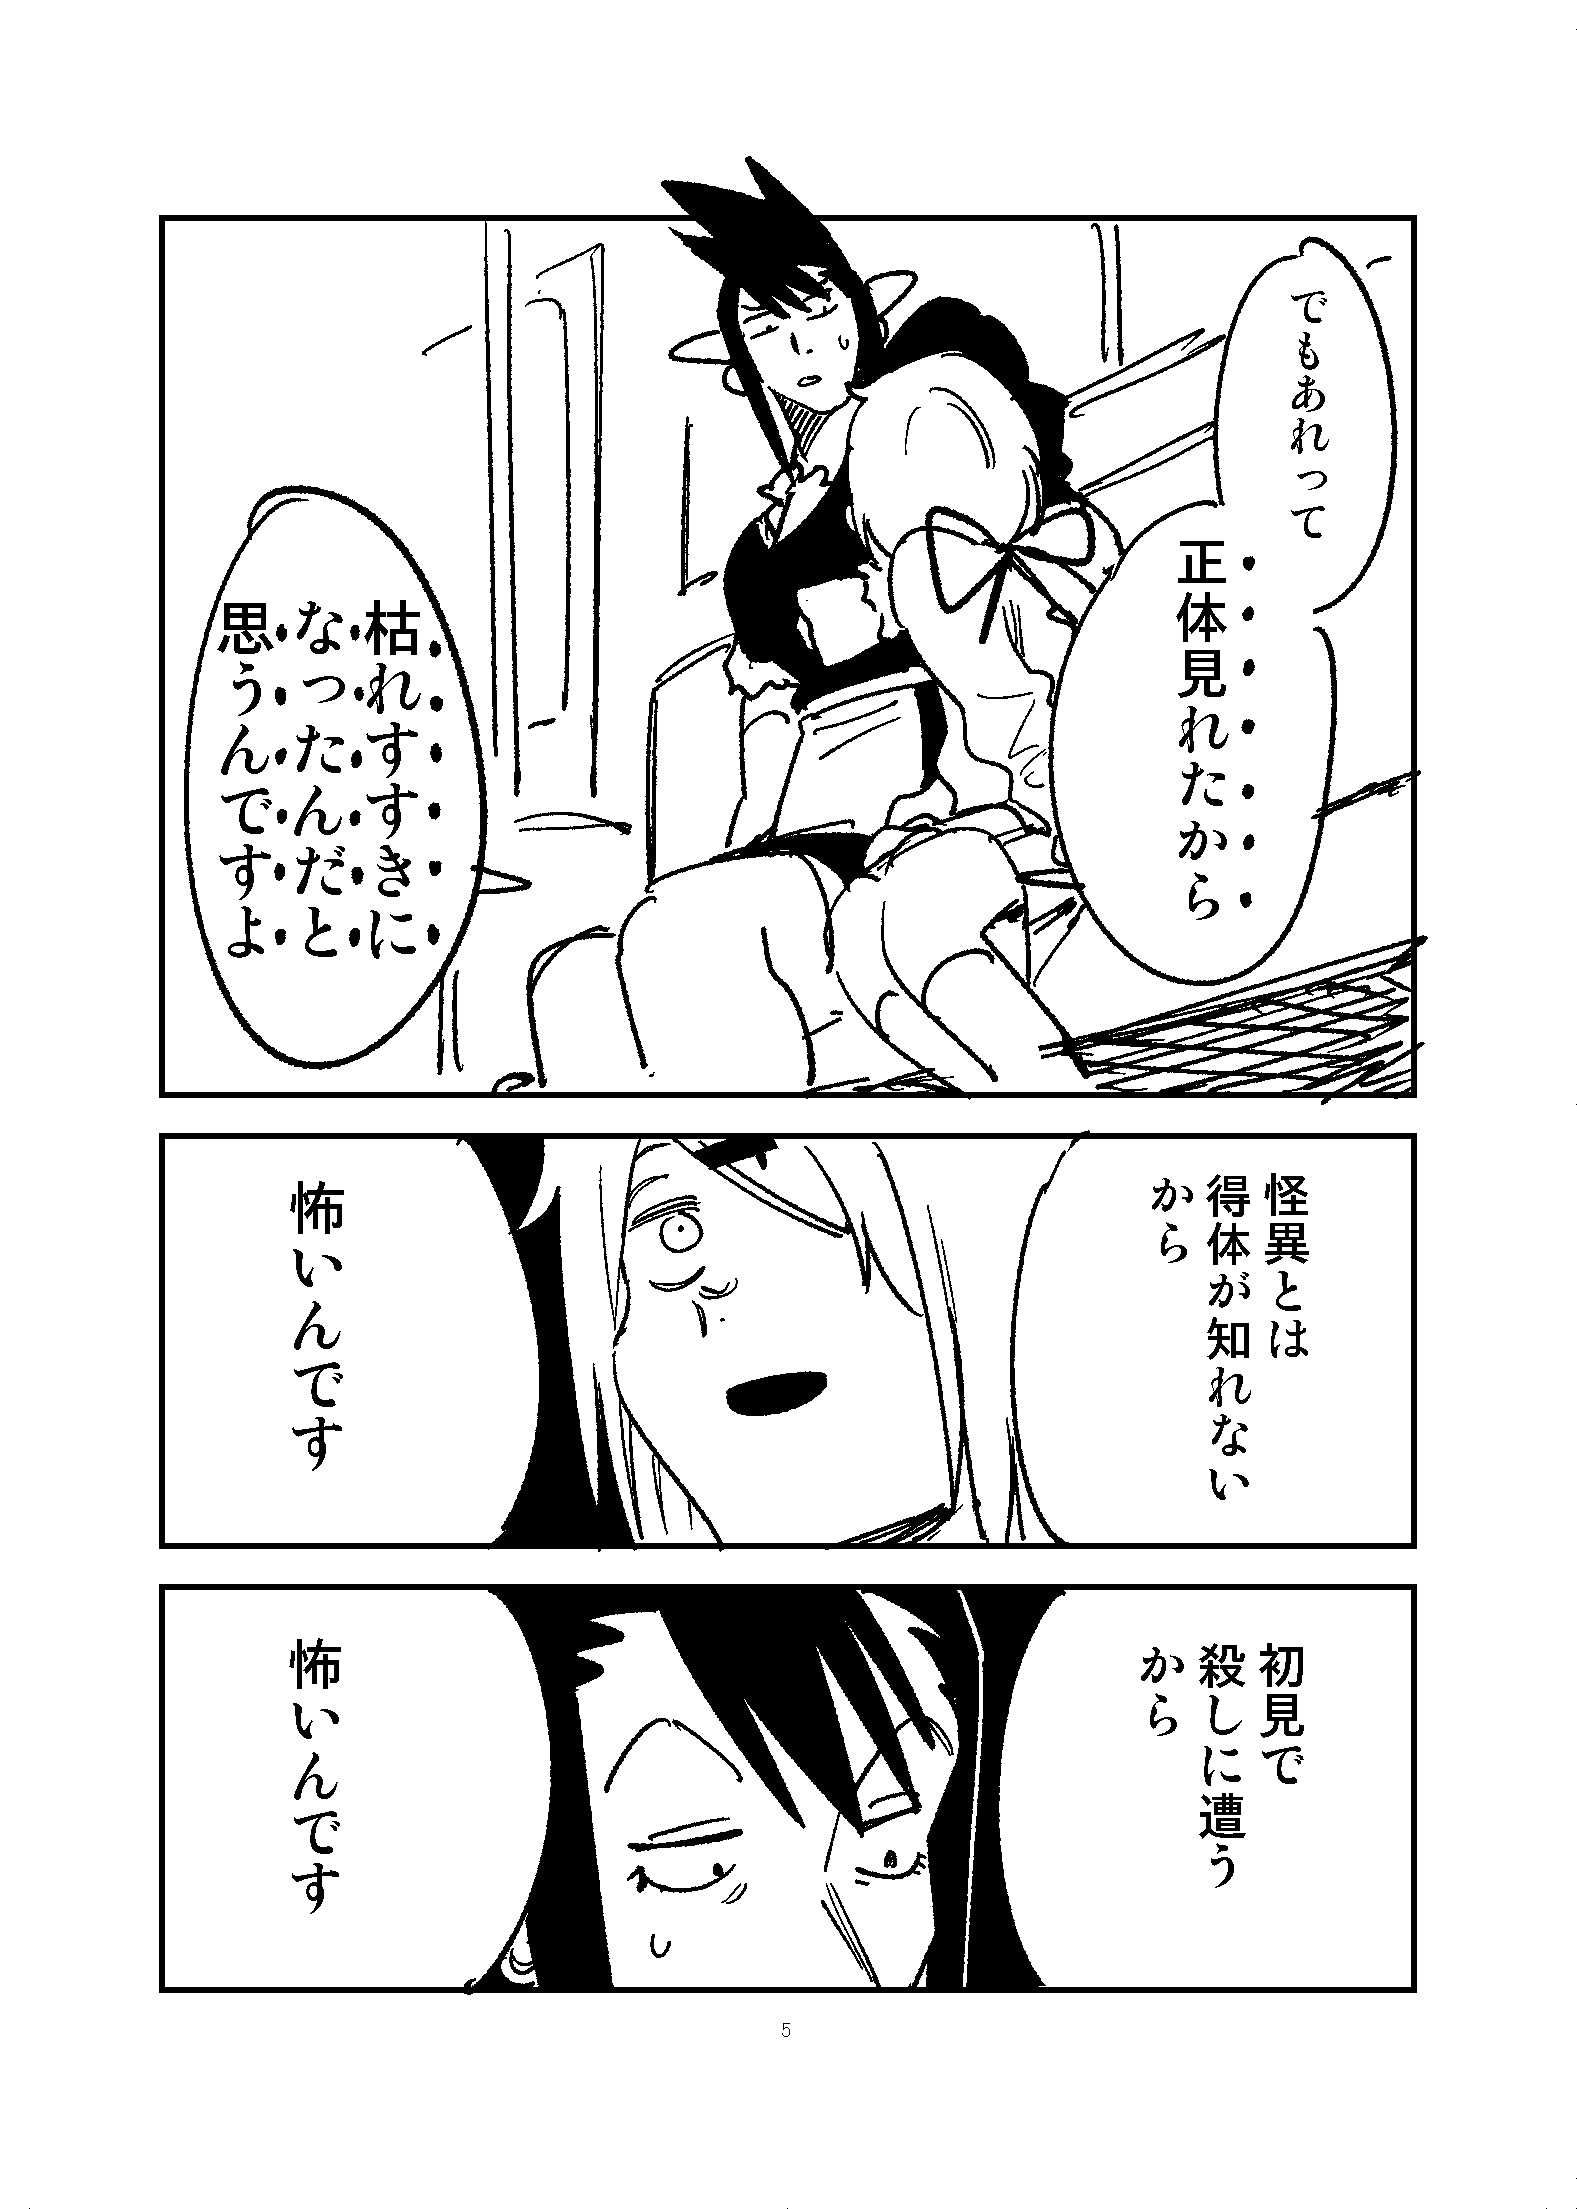 でもあれって
正体見れたから
枯れすすきに
なったんだと
思うんですよ
怪異とは
得体が知れない
から
怖いんです
初見で
殺しに遭う
から
怖いんです
5